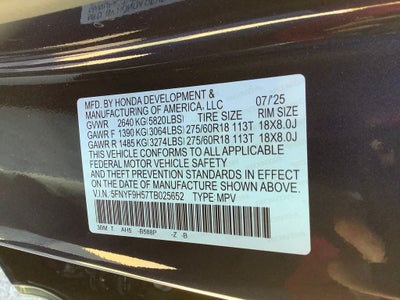 MFD. BY HONDA DEVELOPMENT &
MANUFACTURING OF AMERICA, LLC 07/'25
GVWR 2640 KG(5820LBS) TIRE SIZE RIM SIZE
GAWR F 1390 KG(3064LBS) 275/60R18 113T 18X8.0J
GAWR R 1485 KG(3274LBS) 275/60R18 113T 18X8.0J
THIS VEHICLE CONFORMS TO ALL APPLICABLE
FEDERAL MOTOR VEHICLE SAFETY
AND THEFT PREVENTION STANDARDS IN EFFECT
ON THE DATE OF MANUFACTURE SHOWN ABOVE.
V.I.N. 5FNYF9H57TB025652 TYPE: MPV
-Z -B